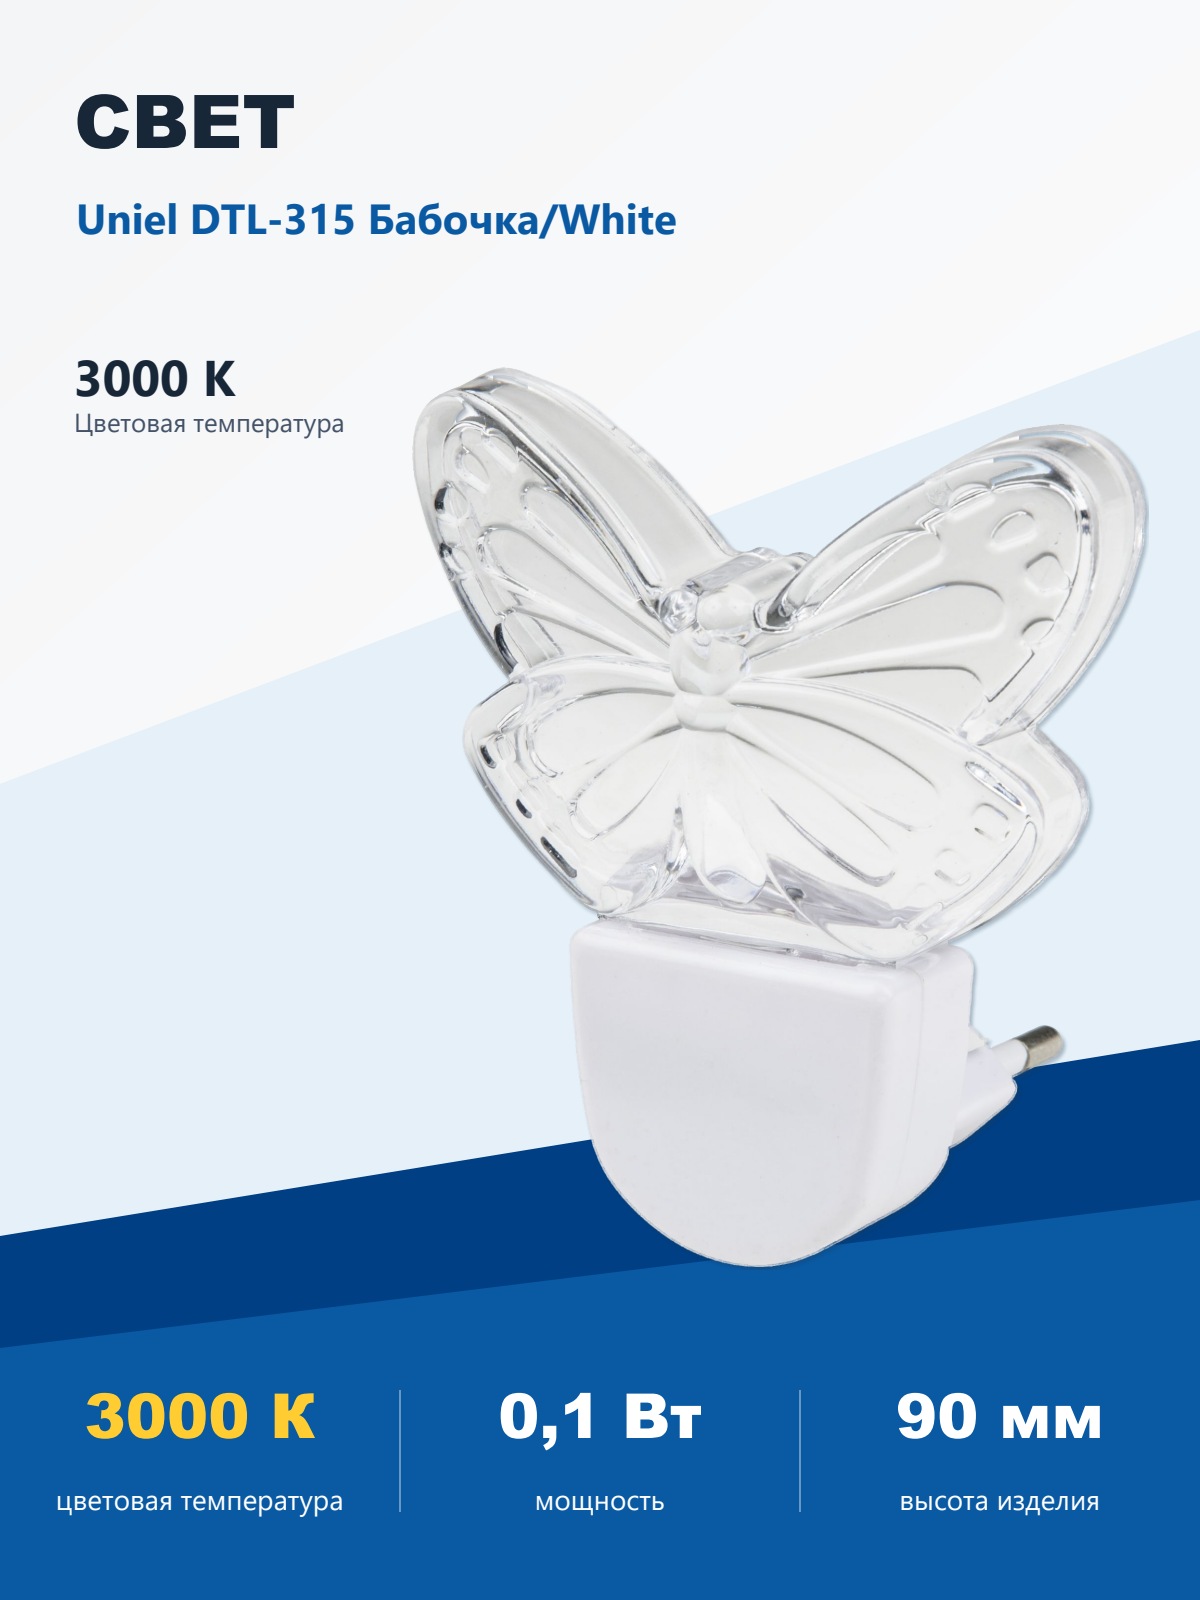 СВЕТ
Uniel DTL-315 Бабочка/White
3000 К
Цветовая температура
3000 К
цветовая температура
0,1 Вт
мощность
90 мм
высота изделия